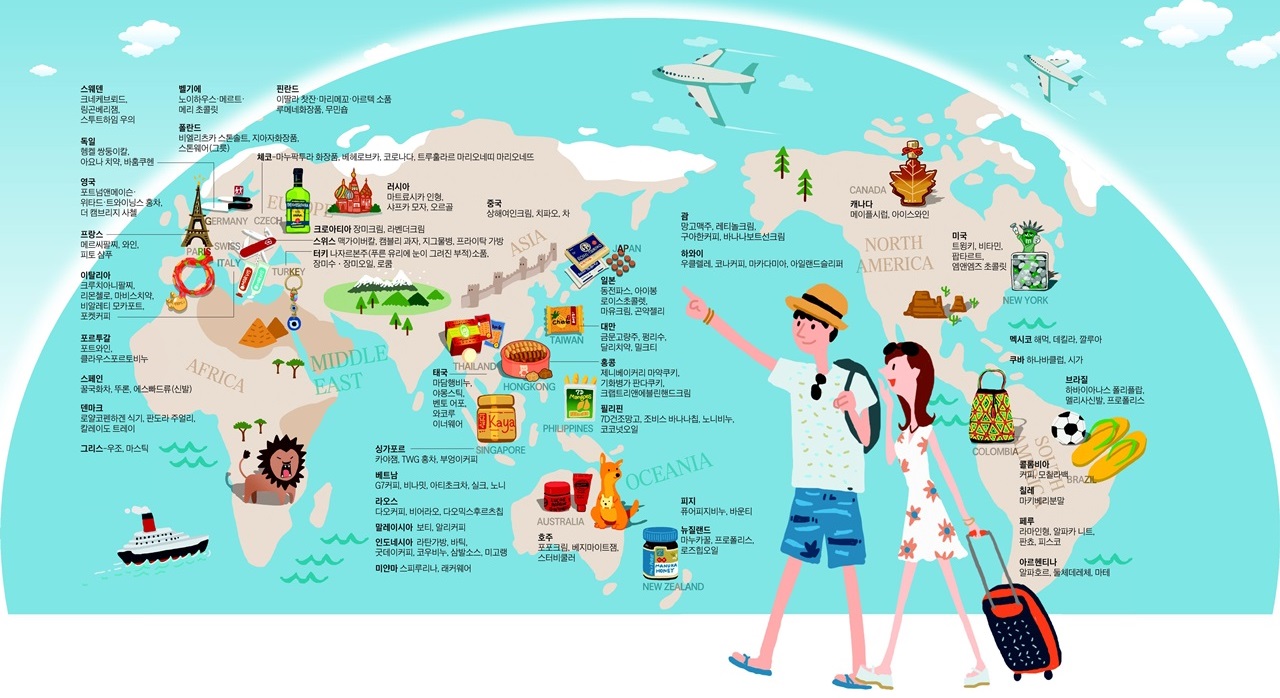 스웨덴
크네케브뢰드,
링곤베리잼,
스투트하임 우의
벨기에
노이하우스·메르트·
메리 초콜릿
핀란드
이딸라 찻잔·마리메꼬·아르텍 소품
루메네화장품, 무민숍
폴란드
비엘리츠카 스톤솔트, 지아자화장품,
스톤웨어(그릇)
독일
헹켈 쌍둥이칼,
아요나 치약, 바움쿠헨
체코-마누팍투라 화장품, 베헤로브카, 코로나다, 트루훌라르 마리오네띠 마리오네뜨
영국
포트넘앤메이슨·
위타드·트와이닝스 홍차,
더 캠브리지 사첼
러시아
마트료시카 인형,
샤프카 모자, 오르골
중국
상해여인크림, 치파오, 차
프랑스
메르씨팔찌, 와인,
피토 샴푸
크로아티아 장미크림, 라벤더크림
스위스 맥가이버칼, 캠블리 과자, 지그물병, 프라이탁 가방
터키 나자르본주(푸른 유리에 눈이 그려진 부적)소품,
장미수·장미오일, 로쿰
이탈리아
크루치아니팔찌,
리몬첼로, 마비스치약,
비알레티 모카포트,
포켓커피
포르투갈
포트와인,
클라우스포르토비누
스페인
꿀국화차, 뚜론, 에스빠드류(신발)
덴마크
로얄코펜하겐 식기, 판도라 주얼리,
칼레이도 트레이
그리스-우조, 마스틱
EUROPE
GERMANY
CZECH
PARIS
SWISS
ITALY
TURKEY
AFRICA
MIDDLE
EAST
ASIA
JAPAN
일본
동전파스, 아이봉
로이스초콜렛,
마유크림, 곤약젤리
TAIWAN
대만
금문고량주, 펑리수,
달리치약, 밀크티
THAILAND
태국
마담행비누,
야몽스틱,
벤토 어포,
와코루
이너웨어
HONGKONG
홍콩
제니베이커리 마약쿠키,
기화병가 판다쿠키,
크랩트리앤에블린핸드크림
7D
Mangoes
PHILIPPINES
필리핀
7D건조망고, 조비스 바나나칩, 노니비누,
코코넛오일
Kaya
SINGAPORE
싱가포르
카야잼, TWG 홍차, 부엉이커피
베트남
G7커피, 비나밋, 아티초크차, 실크, 노니
라오스
다오커피, 비어라오, 다오믹스후르츠칩
말레이시아 보티, 알리커피
인도네시아 라탄가방, 바틱,
굿데이커피, 코우비누, 삼발소스, 미고랭
미얀마 스피루리나, 래커웨어
OCEANIA
AUSTRALIA
호주
포포크림, 베지마이트잼,
스터비쿨러
피지
퓨어피지비누, 바운티
뉴질랜드
마누카꿀, 프로폴리스,
로즈힙오일
MANUKA
HONEY
NEW ZEALAND
괌
망고맥주, 레티놀크림,
구아한커피, 바나나보트선크림
하와이
우클렐레, 코나커피, 마카다미아, 아일랜드슬리퍼
CANADA
캐나다
메이플시럽, 아이스와인
NORTH
AMERICA
미국
트윙키, 비타민,
팝타르트,
엠앤엠즈 초콜릿
NEW YORK
멕시코 해먹, 데킬라, 깔루아
쿠바 하나바클럽, 시가
브라질
하바이아나스 폴리플랍,
멜리사신발, 프로폴리스
COLOMBIA
SOUTH
AMERICA
BRAZIL
콜롬비아
커피, 모칠라백
칠레
마키베리분말
페루
라마인형, 알파카 니트,
판쵸, 피스코
아르헨티나
알파호르, 둘체데레체, 마테